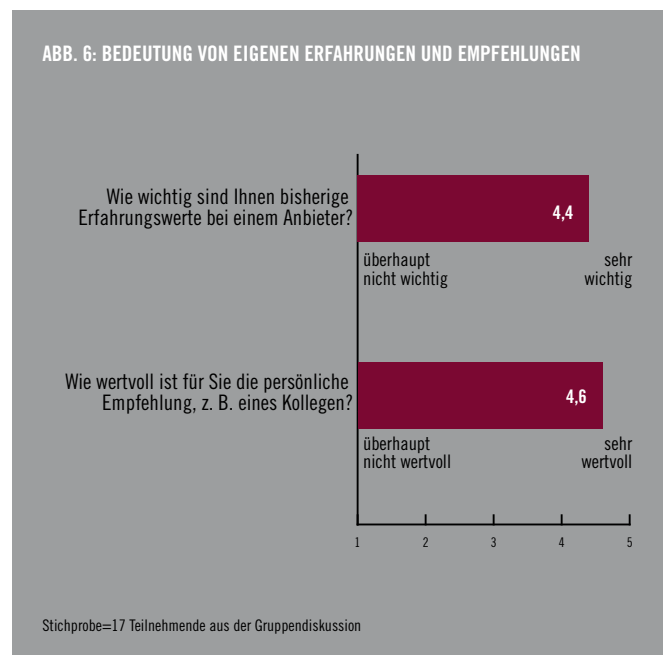 ABB. 6: BEDEUTUNG VON EIGENEN ERFAHRUNGEN UND EMPFEHLUNGEN
Wie wichtig sind Ihnen bisherige
Erfahrungswerte bei einem Anbieter?
4,4
überhaupt
nicht wichtig
sehr
wichtig
Wie wertvoll ist für Sie die persönliche
Empfehlung, z. B. eines Kollegen?
4,6
überhaupt
nicht wertvoll
sehr
wertvoll
1 2 3 4 5
Stichprobe=17 Teilnehmende aus der Gruppendiskussion